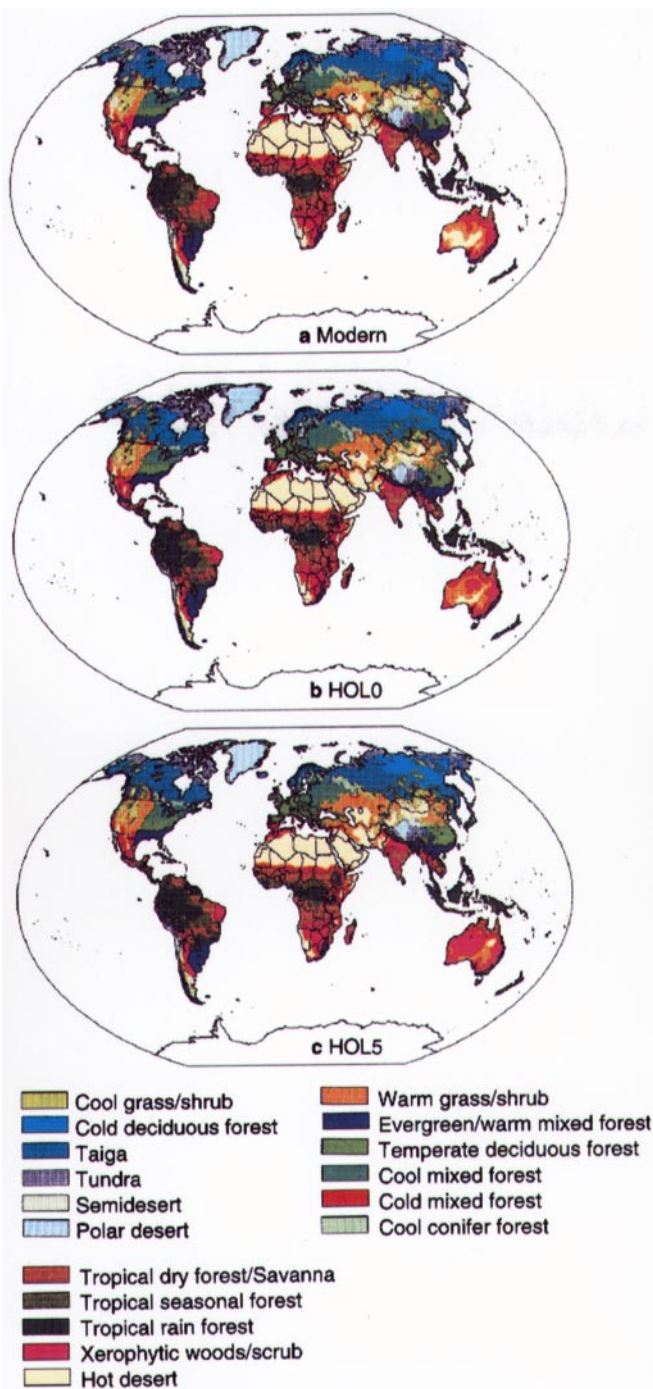 a Modern
b HOL0
c HOL5
Cool grass/shrub
Cold deciduous forest
Taiga
Tundra
Semidesert
Polar desert
Warm grass/shrub
Evergreen/warm mixed forest
Temperate deciduous forest
Cool mixed forest
Cold mixed forest
Cool conifer forest
Tropical dry forest/Savanna
Tropical seasonal forest
Tropical rain forest
Xerophytic woods/scrub
Hot desert